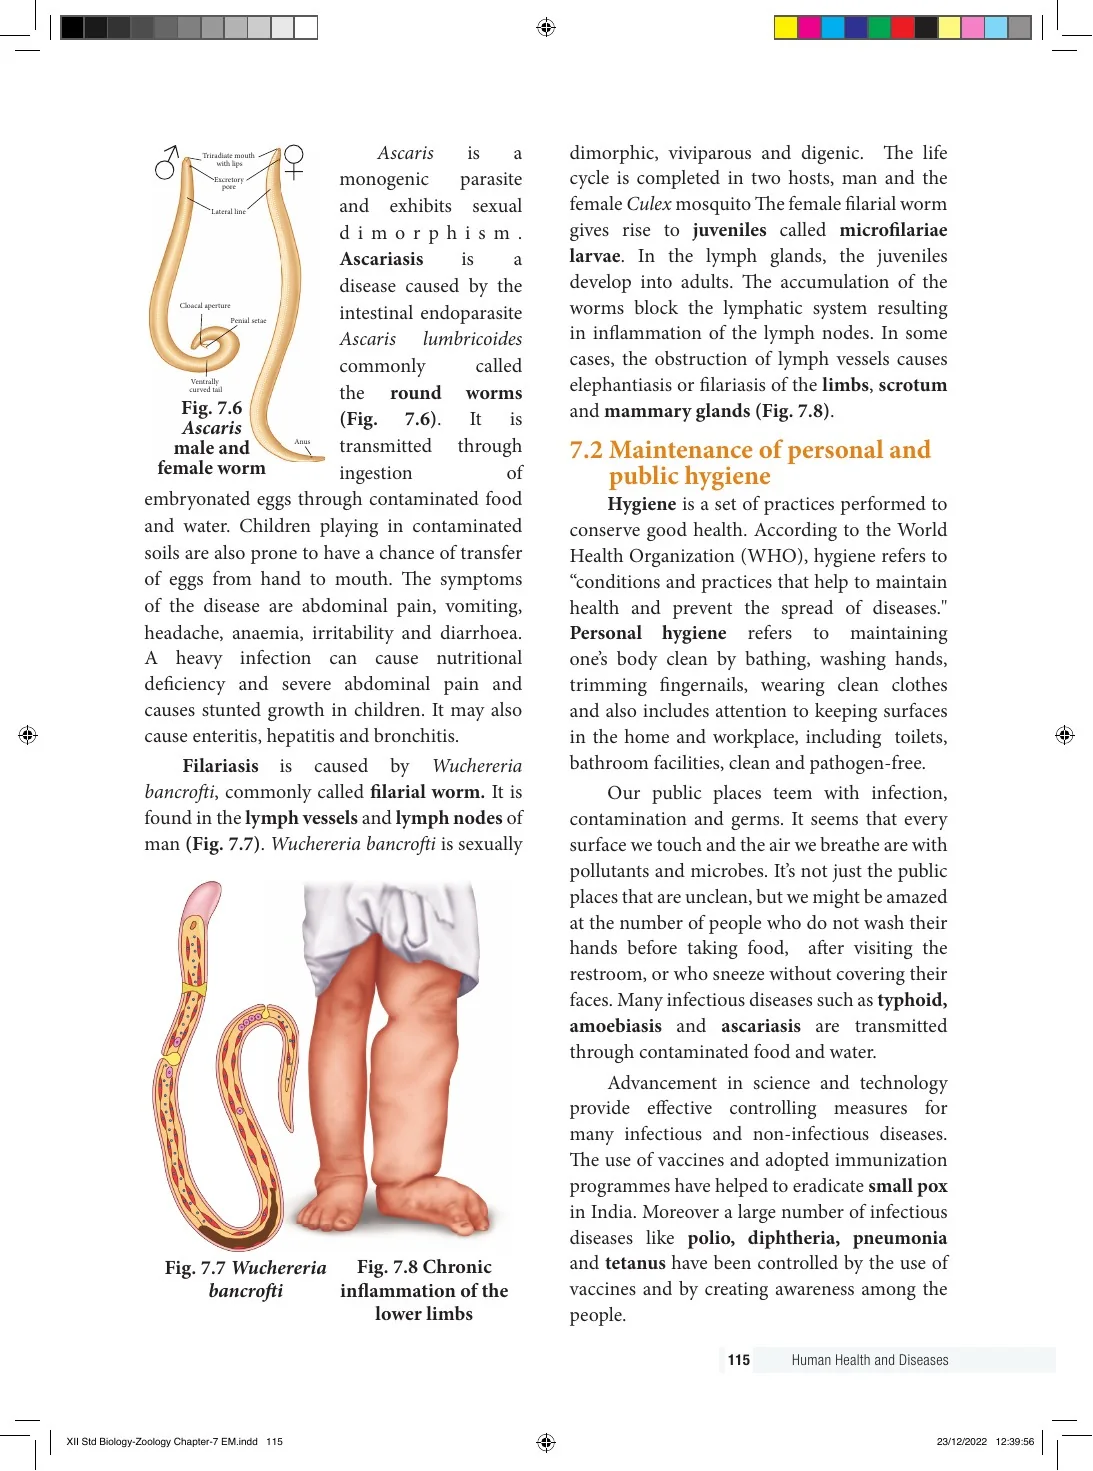 Triradiate mouth
with lips
Excretory
pore
Lateral line
Cloacal aperture
Penial setae
Ventrally
curved tail
Anus
Fig. 7.6
Ascaris
male and
female worm
Ascaris is a
monogenic parasite
and exhibits sexual
dimorphism.
Ascariasis is a
disease caused by the
intestinal endoparasite
Ascaris lumbricoides
commonly called
the round worms
(Fig. 7.6). It is
transmitted through
ingestion of
embryonated eggs through contaminated food
and water. Children playing in contaminated
soils are also prone to have a chance of transfer
of eggs from hand to mouth. The symptoms
of the disease are abdominal pain, vomiting,
headache, anaemia, irritability and diarrhoea.
A heavy infection can cause nutritional
deficiency and severe abdominal pain and
causes stunted growth in children. It may also
cause enteritis, hepatitis and bronchitis.
Filariasis is caused by Wuchereria
bancrofti, commonly called filarial worm. It is
found in the lymph vessels and lymph nodes of
man (Fig. 7.7). Wuchereria bancrofti is sexually
Fig. 7.7 Wuchereria
bancrofti
Fig. 7.8 Chronic
inflammation of the
lower limbs
dimorphic, viviparous and digenic. The life
cycle is completed in two hosts, man and the
female Culex mosquito The female filarial worm
gives rise to juveniles called microfilariae
larvae. In the lymph glands, the juveniles
develop into adults. The accumulation of the
worms block the lymphatic system resulting
in inflammation of the lymph nodes. In some
cases, the obstruction of lymph vessels causes
elephantiasis or filariasis of the limbs, scrotum
and mammary glands (Fig. 7.8).
7.2 Maintenance of personal and
public hygiene
Hygiene is a set of practices performed to
conserve good health. According to the World
Health Organization (WHO), hygiene refers to
“conditions and practices that help to maintain
health and prevent the spread of diseases."
Personal hygiene refers to maintaining
one’s body clean by bathing, washing hands,
trimming fingernails, wearing clean clothes
and also includes attention to keeping surfaces
in the home and workplace, including toilets,
bathroom facilities, clean and pathogen-free.
Our public places teem with infection,
contamination and germs. It seems that every
surface we touch and the air we breathe are with
pollutants and microbes. It’s not just the public
places that are unclean, but we might be amazed
at the number of people who do not wash their
hands before taking food, after visiting the
restroom, or who sneeze without covering their
faces. Many infectious diseases such as typhoid,
amoebiasis and ascariasis are transmitted
through contaminated food and water.
Advancement in science and technology
provide effective controlling measures for
many infectious and non-infectious diseases.
The use of vaccines and adopted immunization
programmes have helped to eradicate small pox
in India. Moreover a large number of infectious
diseases like polio, diphtheria, pneumonia
and tetanus have been controlled by the use of
vaccines and by creating awareness among the
people.
115 Human Health and Diseases
XII Std Biology-Zoology Chapter-7 EM.indd 115
23/12/2022 12:39:56